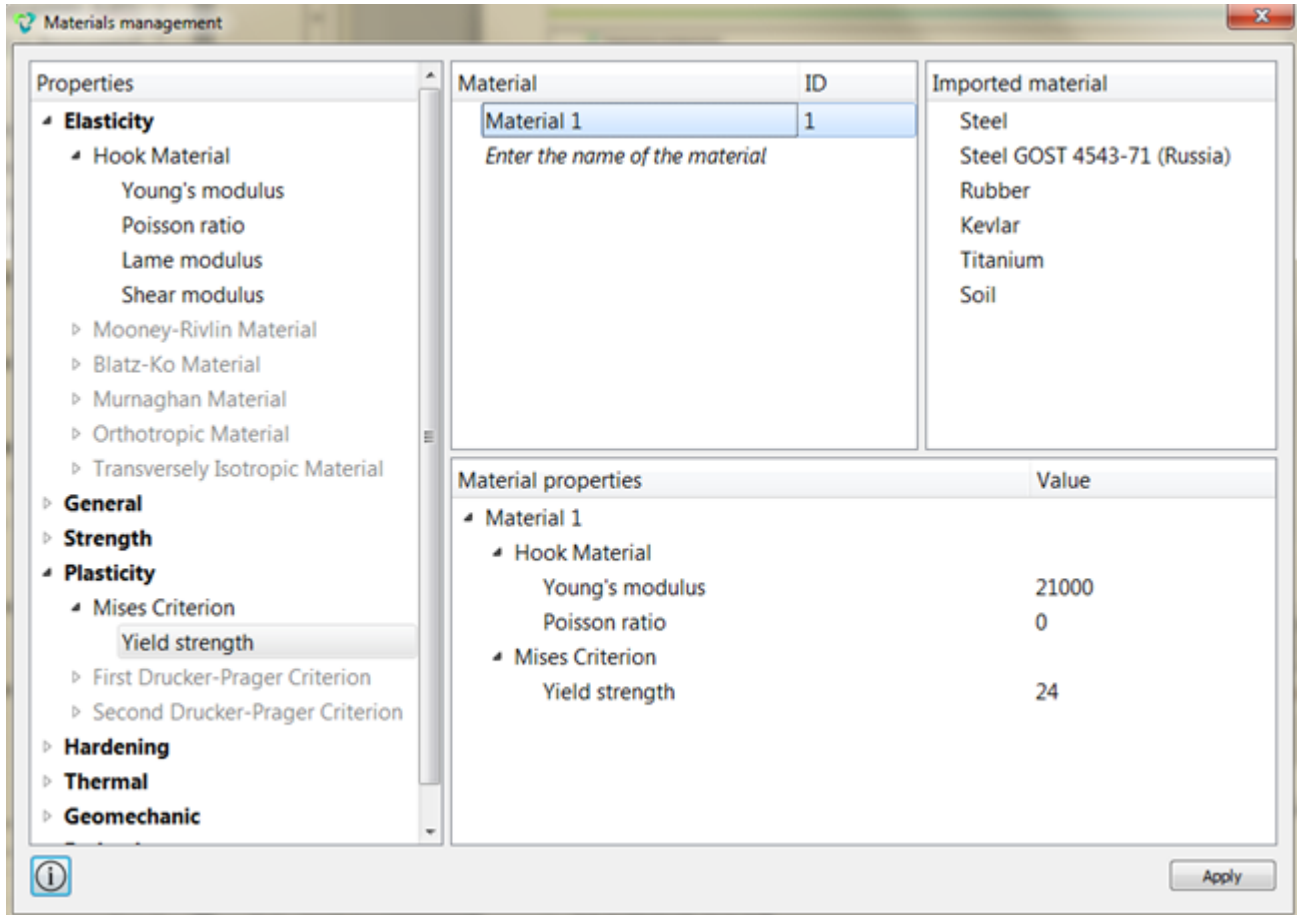 Materials management
Properties
Elasticity
Hook Material
Young's modulus
Poisson ratio
Lame modulus
Shear modulus
Mooney-Rivlin Material
Blatz-Ko Material
Murnaghan Material
Orthotropic Material
Transversely Isotropic Material
General
Strength
Plasticity
Mises Criterion
Yield strength
First Drucker-Prager Criterion
Second Drucker-Prager Criterion
Hardening
Thermal
Geomechanic
Material ID
Material 1 1
Enter the name of the material
Imported material
Steel
Steel GOST 4543-71 (Russia)
Rubber
Kevlar
Titanium
Soil
Material properties Value
Material 1
Hook Material
Young's modulus 21000
Poisson ratio 0
Mises Criterion
Yield strength 24
Apply